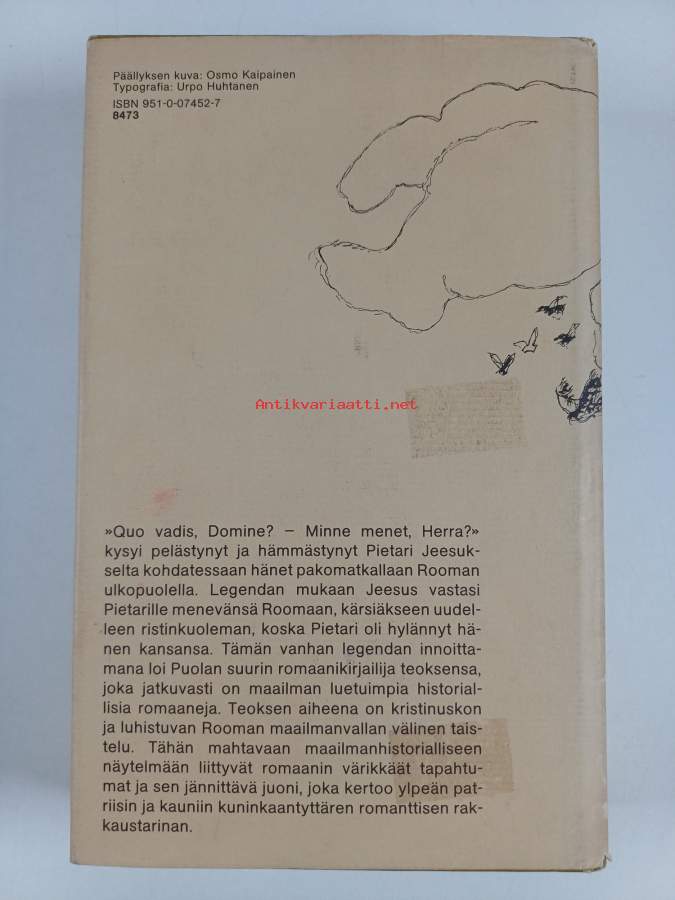 Päällyksen kuva: Osmo Kaipainen
Typografia: Urpo Huhtanen
ISBN 951-0-07452-7
8473
Antikvariaatti.net
»Quo vadis, Domine? – Minne menet, Herra?»
kysyi pelästynyt ja hämmästynyt Pietari Jeesuk-
selta kohdatessaan hänet pakomatkallaan Rooman
ulkopuolella. Legendan mukaan Jeesus vastasi
Pietarille menevänsä Roomaan, kärsiäkseen uudel-
leen ristinkuoleman, koska Pietari oli hylännyt hä-
nen kansansa. Tämän vanhan legendan innoitta-
mana loi Puolan suurin romaanikirjailija teoksensa,
joka jatkuvasti on maailman luetuimpia historial-
lisia romaaneja. Teoksen aiheena on kristinuskon
ja luhistuvan Rooman maailmanvallan välinen tais-
telu. Tähän mahtavaan maailmanhistorialliseen
näytelmään liittyvät romaanin värikkäät tapahtu-
mat ja sen jännittävä juoni, joka kertoo ylpeän pat-
riisin ja kauniin kuninkaantyttären romanttisen rak-
kaustarinan.